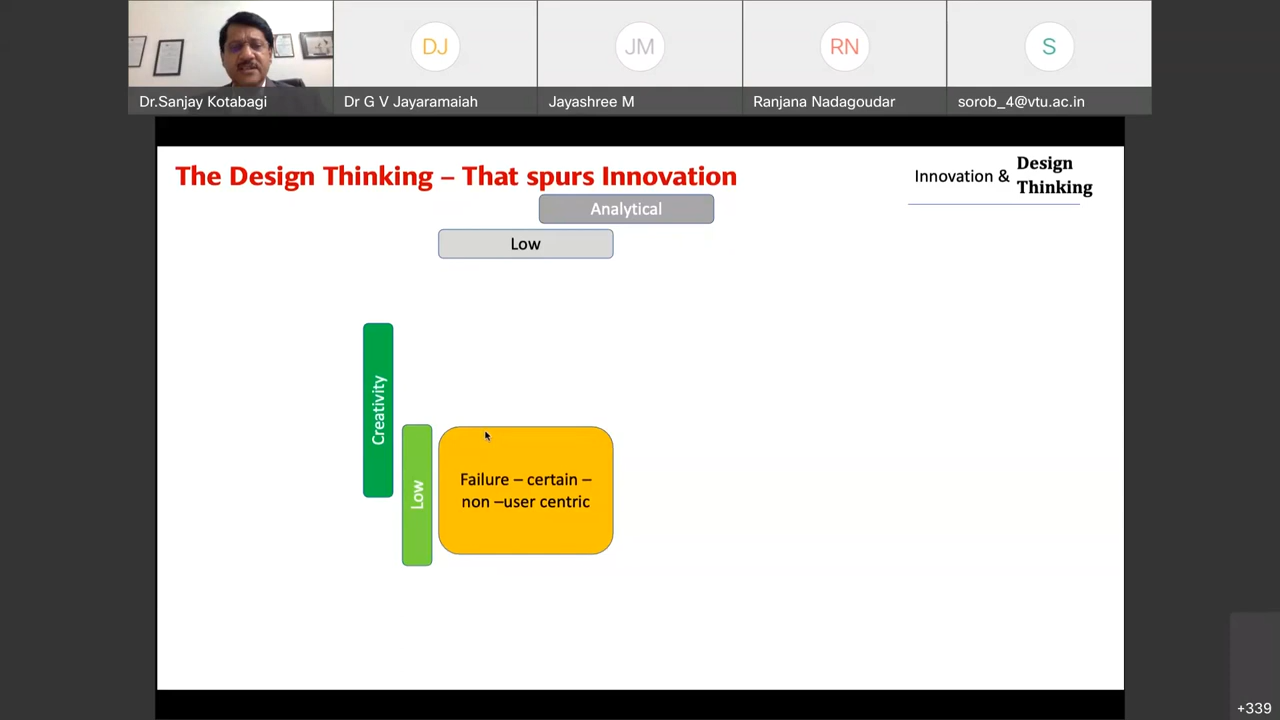 DJ
JM
RN
S
Dr.Sanjay Kotabagi
Dr G V Jayaramaiah
Jayashree M
Ranjana Nadagoudar
sorob_4@vtu.ac.in
The Design Thinking – That spurs Innovation
Innovation &
Design
Thinking
Analytical
Low
Creativity
Low
Failure – certain –
non –user centric
+339